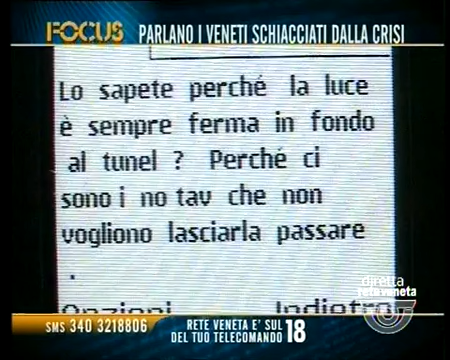 FOCUS PARLANO I VENETI SCHIACCIATI DALLA CRISI
Lo sapete perché la luce
è sempre ferma in fondo
al tunel ? Perché ci
sono i no tav che non
vogliono lasciarla passare
.
Opzioni Indietro
diretta
rete veneta
SMS 340 3218806
RETE VENETA E' SUL
DEL TUO TELECOMANDO 18